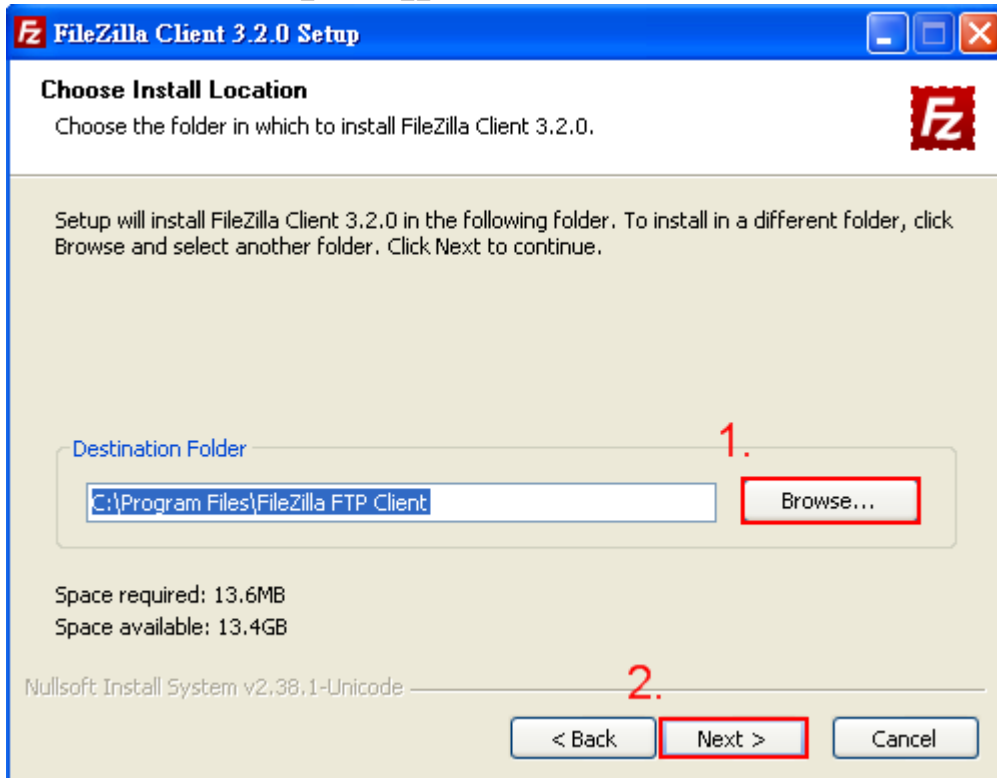 FileZilla Client 3.2.0 Setup
Choose Install Location
Choose the folder in which to install FileZilla Client 3.2.0.
Fz
Setup will install FileZilla Client 3.2.0 in the following folder. To install in a different folder, click
Browse and select another folder. Click Next to continue.
Destination Folder
1.
C:\Program Files\FileZilla FTP Client
Browse...
Space required: 13.6MB
Space available: 13.4GB
Nullsoft Install System v2.38.1-Unicode
2.
< Back
Next >
Cancel